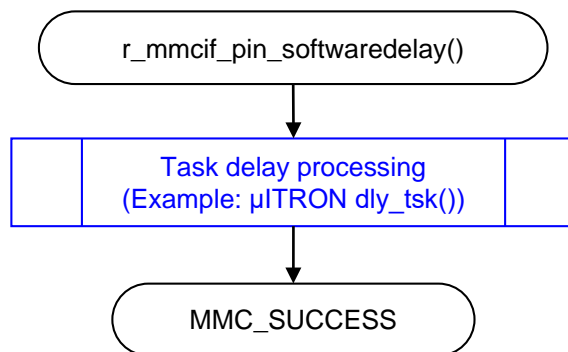 r_mmcif_pin_softwaredelay()
Task delay processing
(Example: µITRON dly_tsk())
MMC_SUCCESS